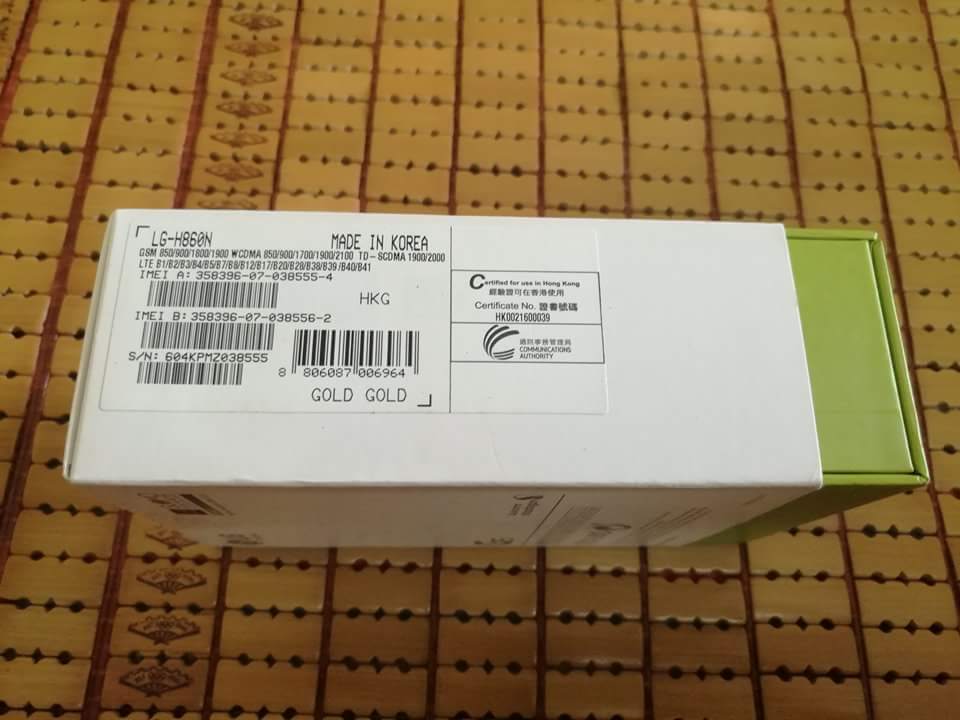 LG-H860N
MADE IN KOREA
GSM 850/900/1800/1900 WCDMA 850/900/1700/1900/2100 TD-SCDMA 1900/2000
LTE B1/B2/B3/B4/B5/B7/B8/B12/B17/B20/B28/B38/B39/B40/B41
IMEI A: 358396-07-038555-4
HKG
IMEI B: 358396-07-038556-2
S/N: 604KPMZ038555
8 806087 006964
GOLD GOLD
Certified for use in Hong Kong
經驗證可在香港使用
Certificate No. 證書號碼
HK0021600039
通訊事務管理局
COMMUNICATIONS
AUTHORITY